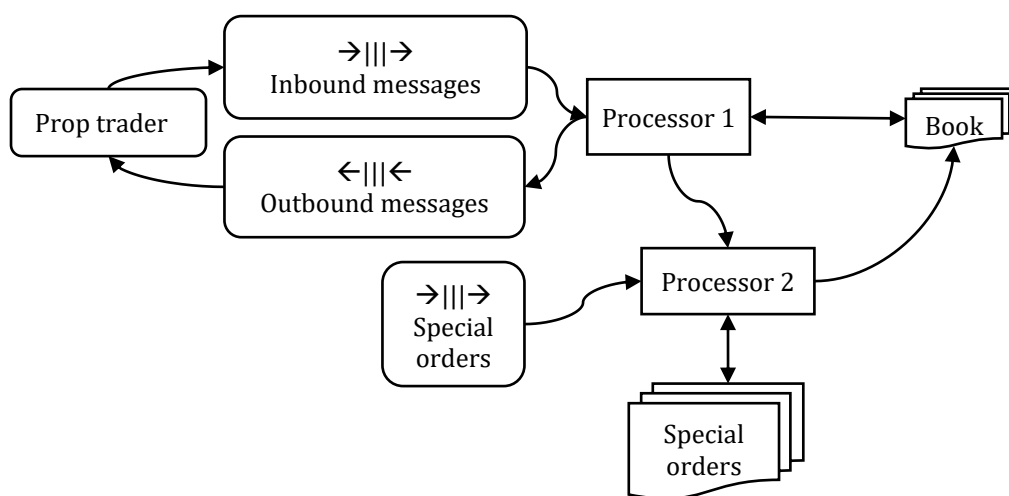 →|||→
Inbound messages
Prop trader
Processor 1
Book
←|||←
Outbound messages
Processor 2
→|||→
Special
orders
Special
orders